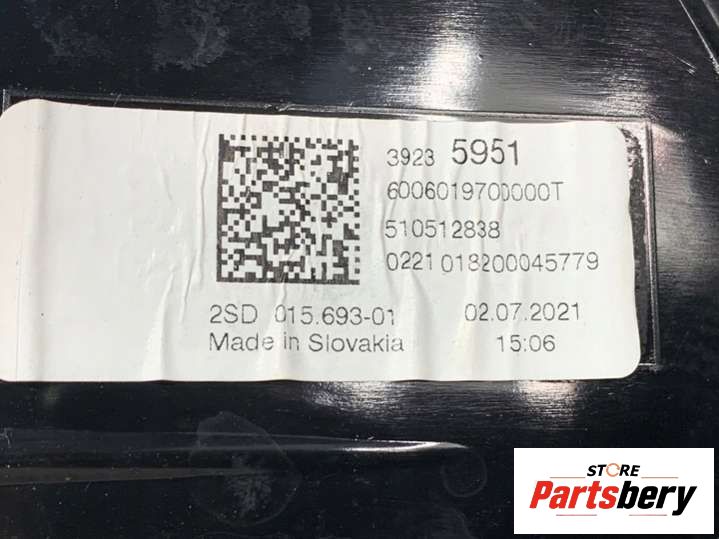 3923 5951
6006019700000T
510512838
0221 018200045779
2SD 015.693-01 02.07.2021
Made in Slovakia 15:06
STORE
Partsbery